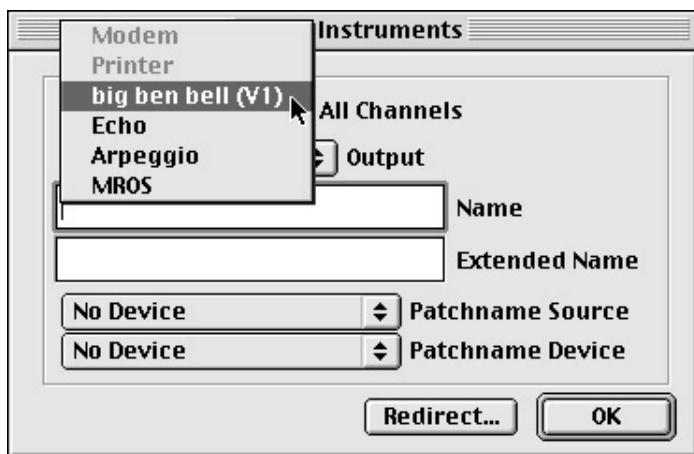 Instruments
Modem
Printer
big ben bell (V1)
All Channels
Echo
Arpeggio
Output
MROS
Name
Extended Name
No Device
Patchname Source
No Device
Patchname Device
Redirect...
OK